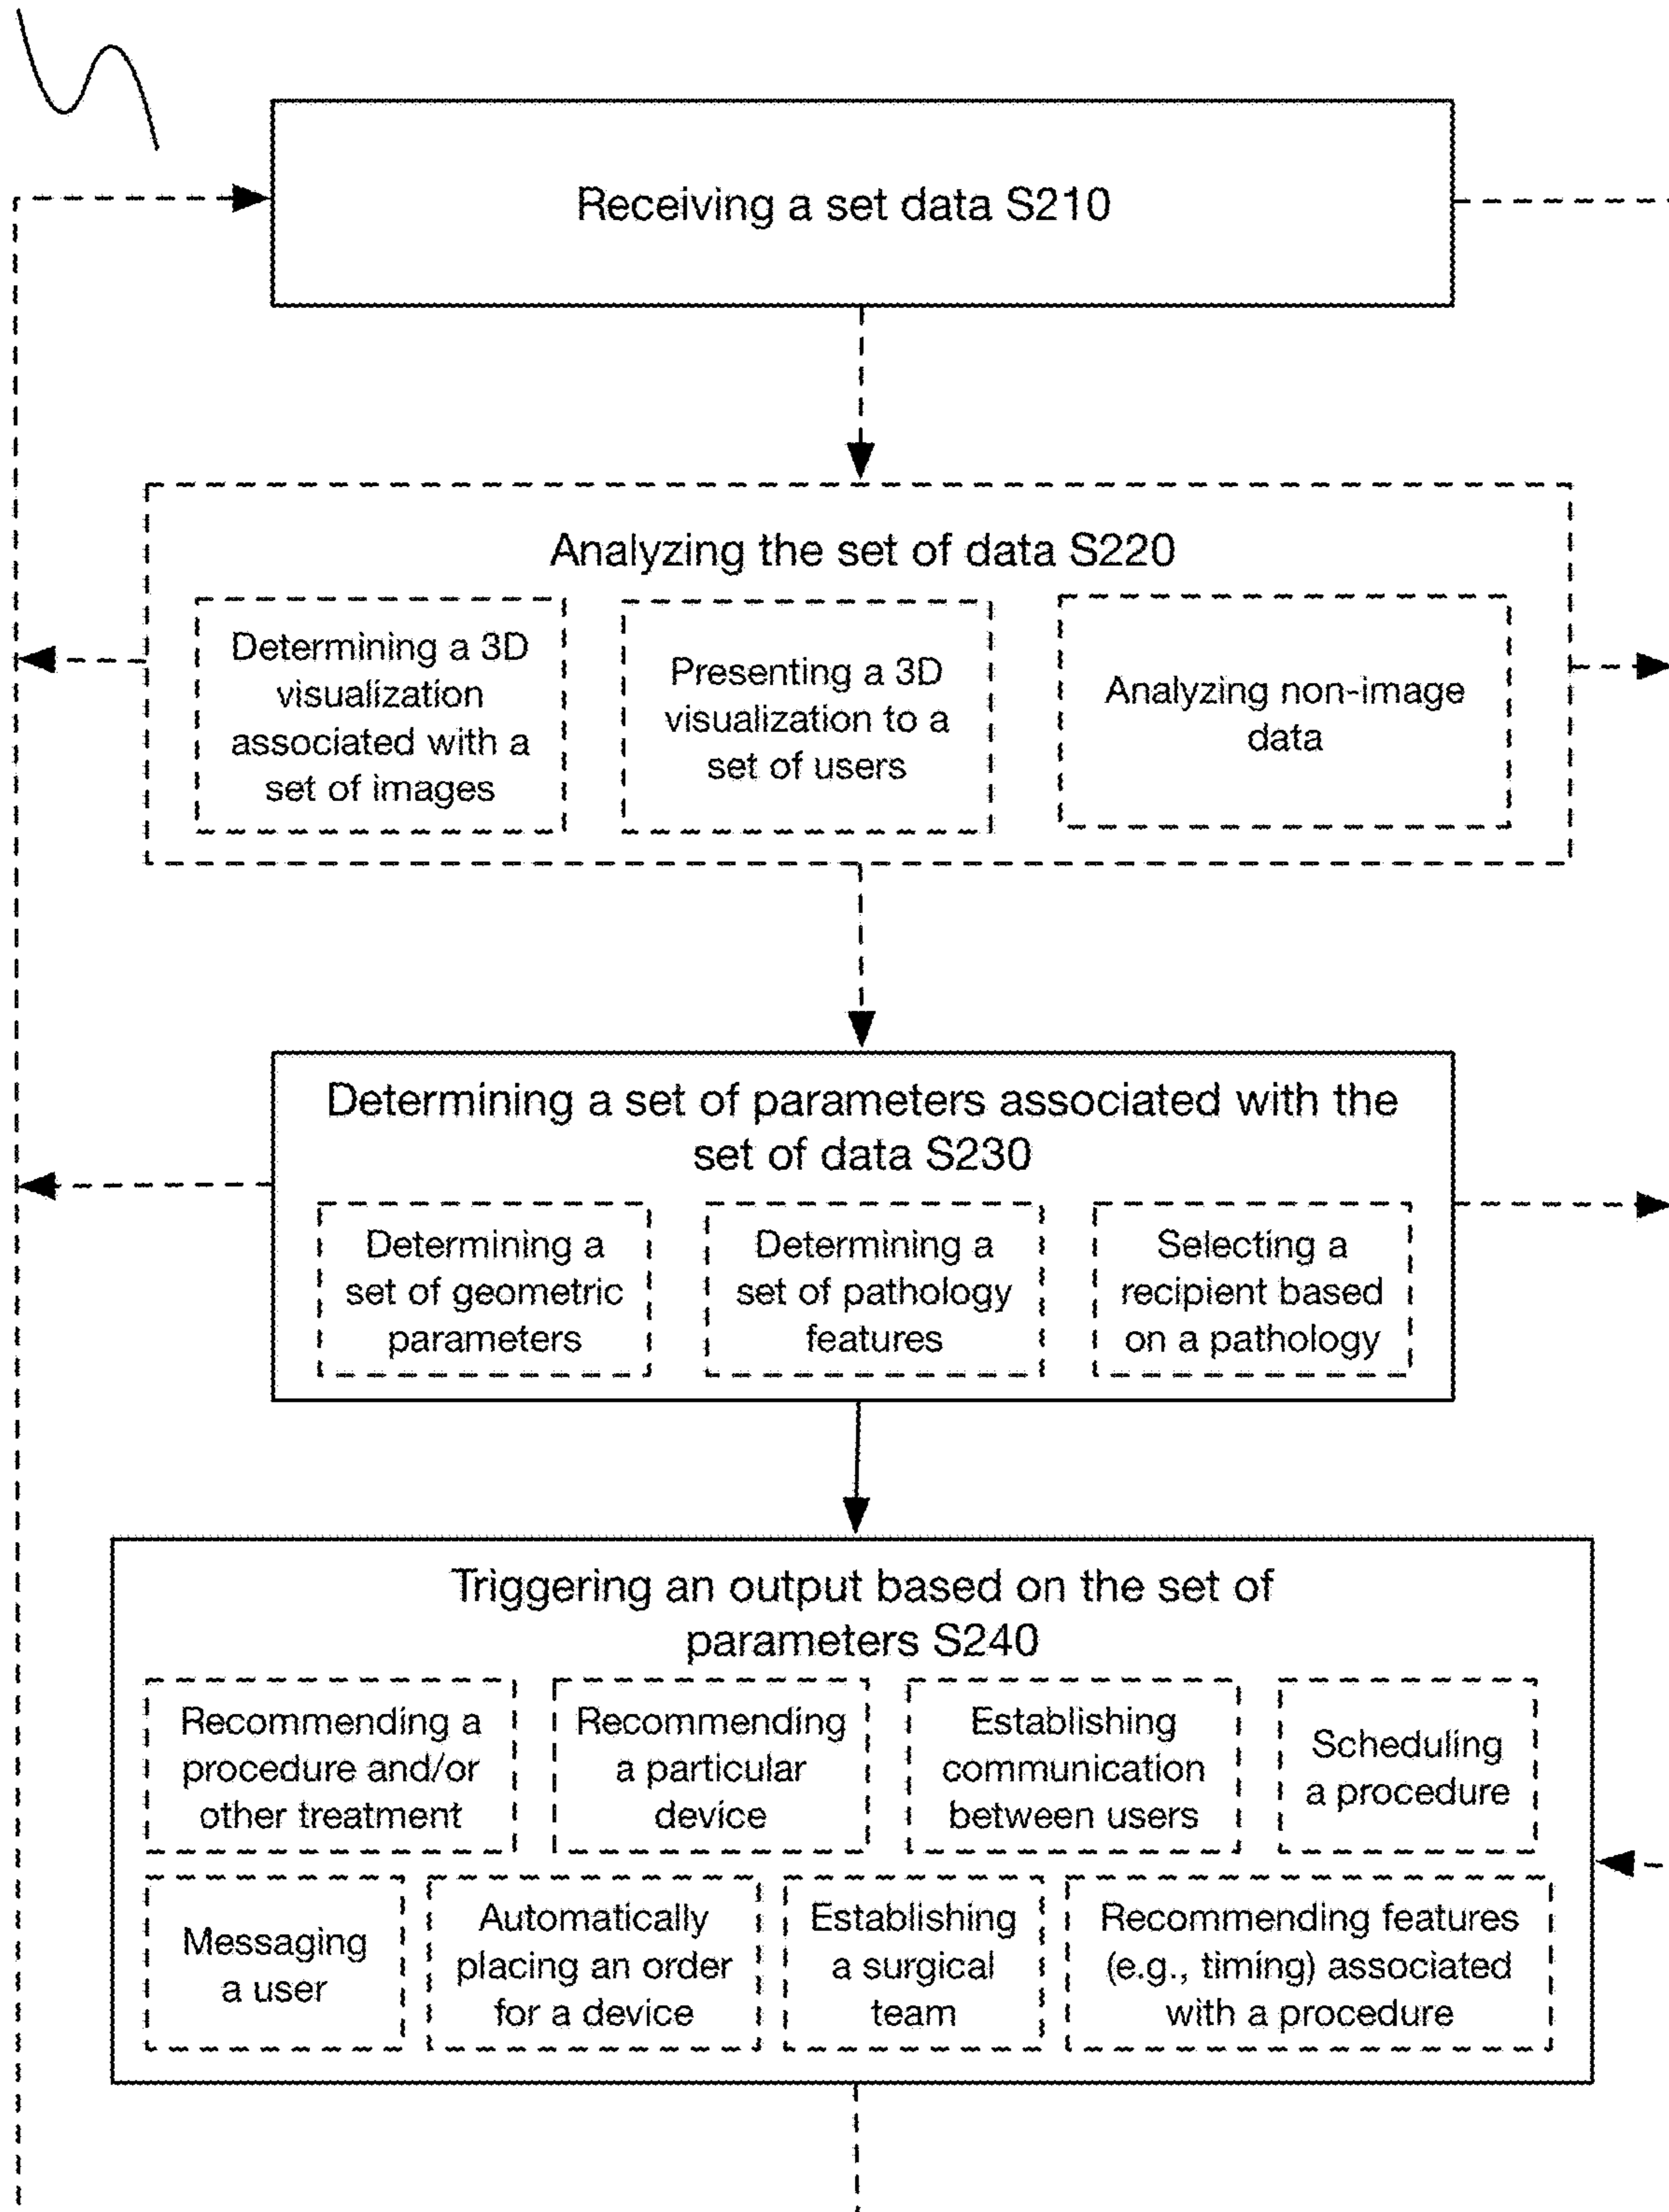 Receiving a set data S210
Analyzing the set of data S220
Determining a 3D
visualization
associated with a
set of images
Presenting a 3D
visualization to a
set of users
Analyzing non-image
data
Determining a set of parameters associated with the
set of data S230
Determining a
set of geometric
parameters
Determining a
set of pathology
features
Selecting a
recipient based
on a pathology
Triggering an output based on the set of
parameters S240
Recommending a
procedure and/or
other treatment
Recommending
a particular
device
Establishing
communication
between users
Scheduling
a procedure
Messaging
a user
Automatically
placing an order
for a device
Establishing
a surgical
team
Recommending features
(e.g., timing) associated
with a procedure